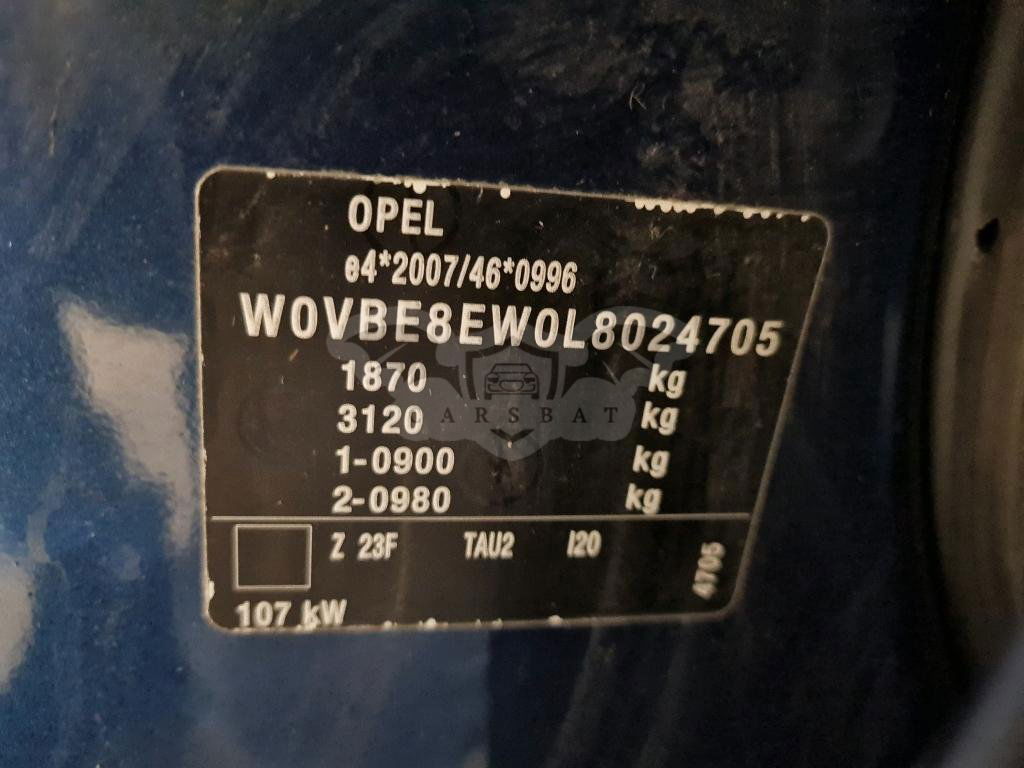 OPEL
e4*2007/46*0996
W0VBE8EW0L8024705
1870 kg
ARSBAT
3120 kg
1-0900 kg
2-0980 kg
Z 23F TAU2 I20
4705
107 kW